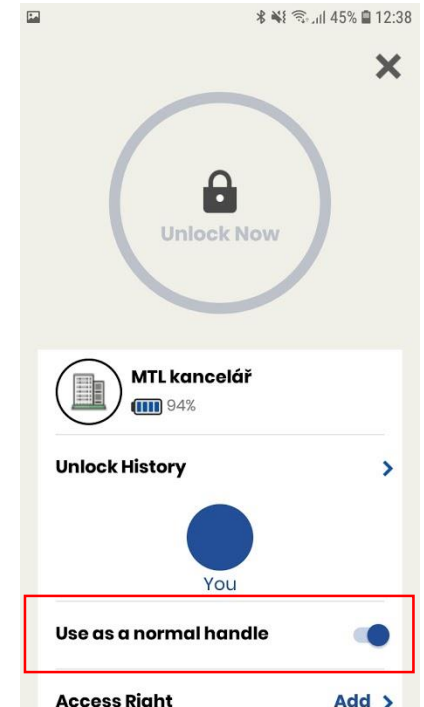 45% 12:38
Unlock Now
MTL kancelář
94%
Unlock History
You
Use as a normal handle
Access Right Add